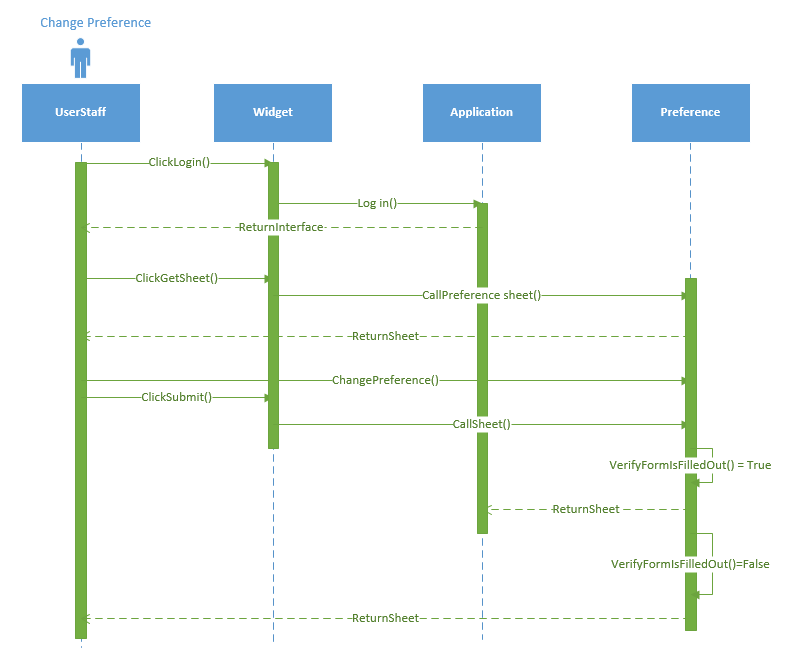 Change Preference
UserStaff
Widget
Application
Preference
ClickLogin()
Log in()
ReturnInterface
ClickGetSheet()
CallPreference sheet()
ReturnSheet
ChangePreference()
ClickSubmit()
CallSheet()
VerifyFormIsFilledOut() = True
ReturnSheet
VerifyFormIsFilledOut()=False
ReturnSheet